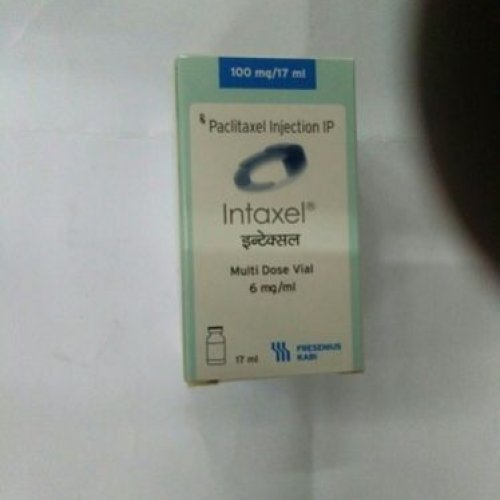 100 mg/17 ml
Rx Paclitaxel Injection IP
Intaxel®
इन्टेक्सल
Multi Dose Vial
6 mg/ml
17 ml
FRESENIUS
KABI